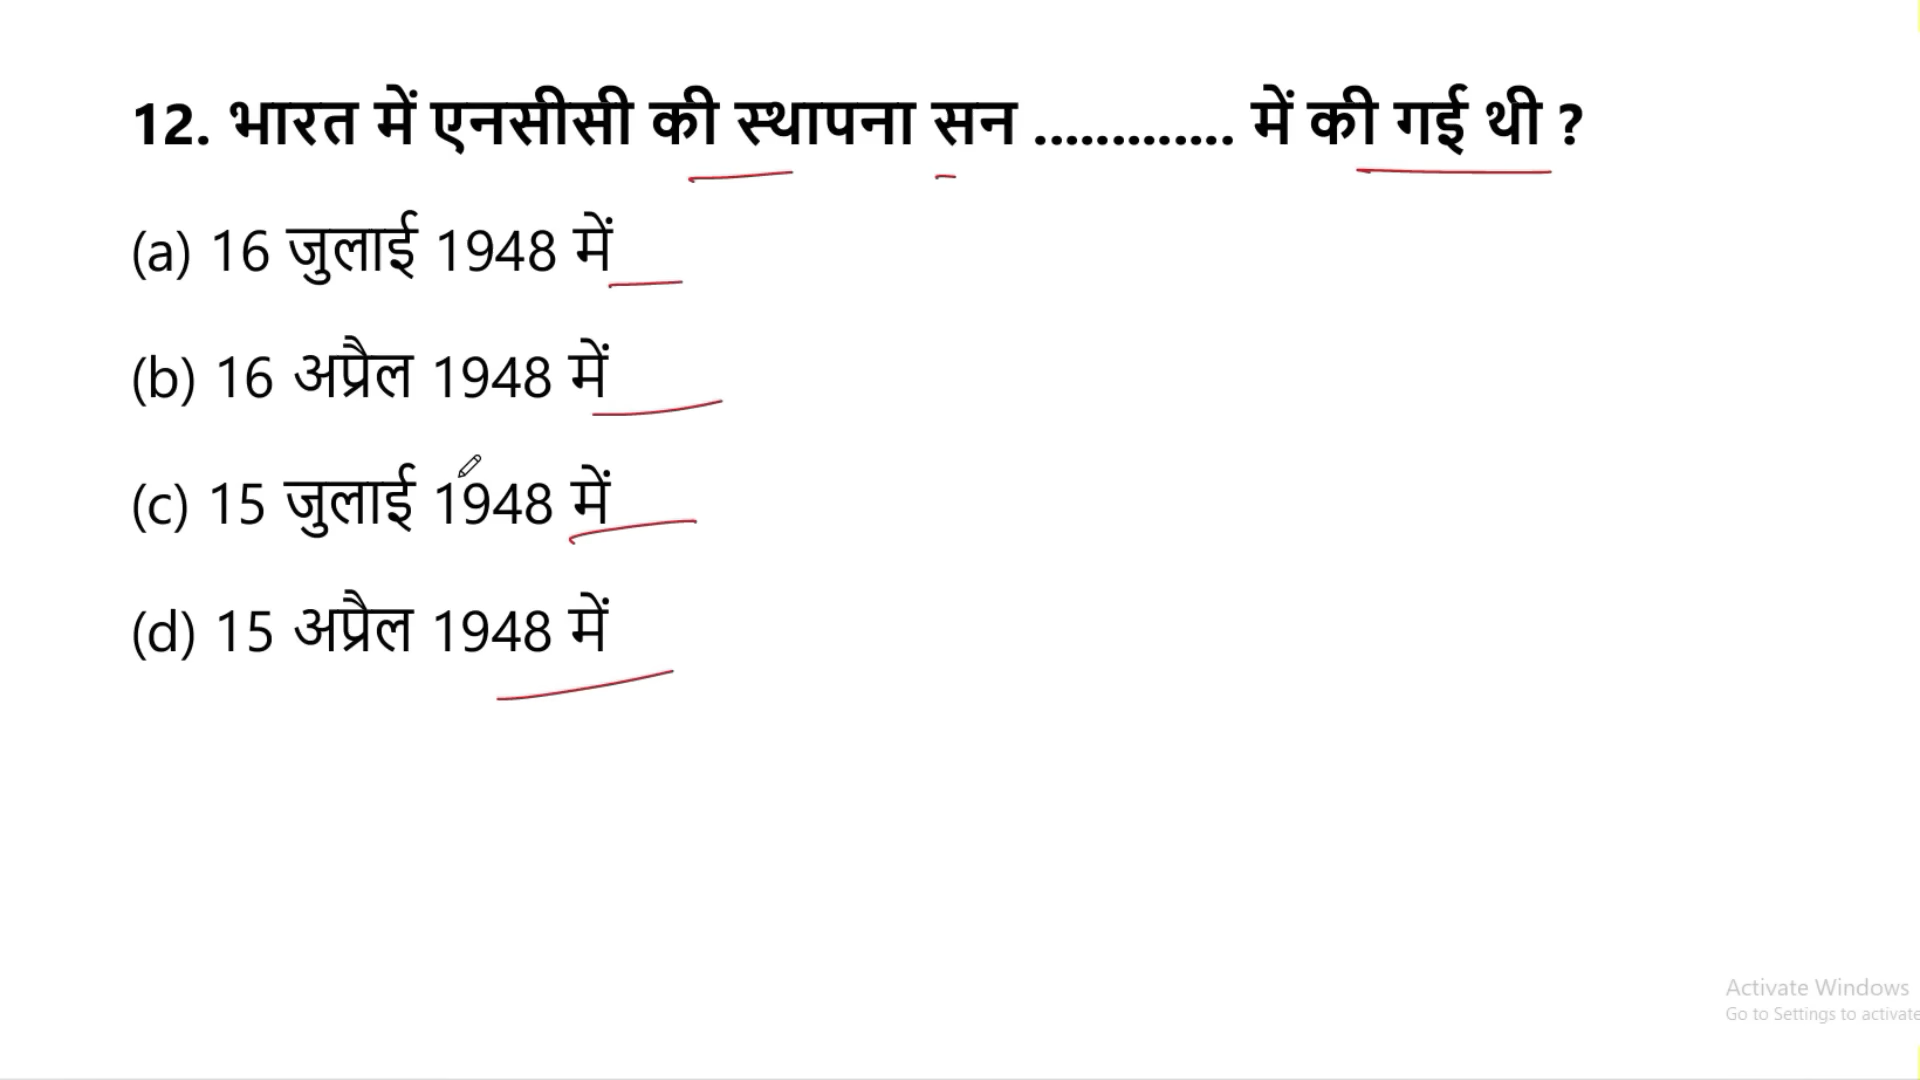 12. भारत में एनसीसी की स्थापना सन ............. में की गई थी ?
(a) 16 जुलाई 1948 में
(b) 16 अप्रैल 1948 में
(c) 15 जुलाई 1948 में
(d) 15 अप्रैल 1948 में
Activate Windows
Go to Settings to activate